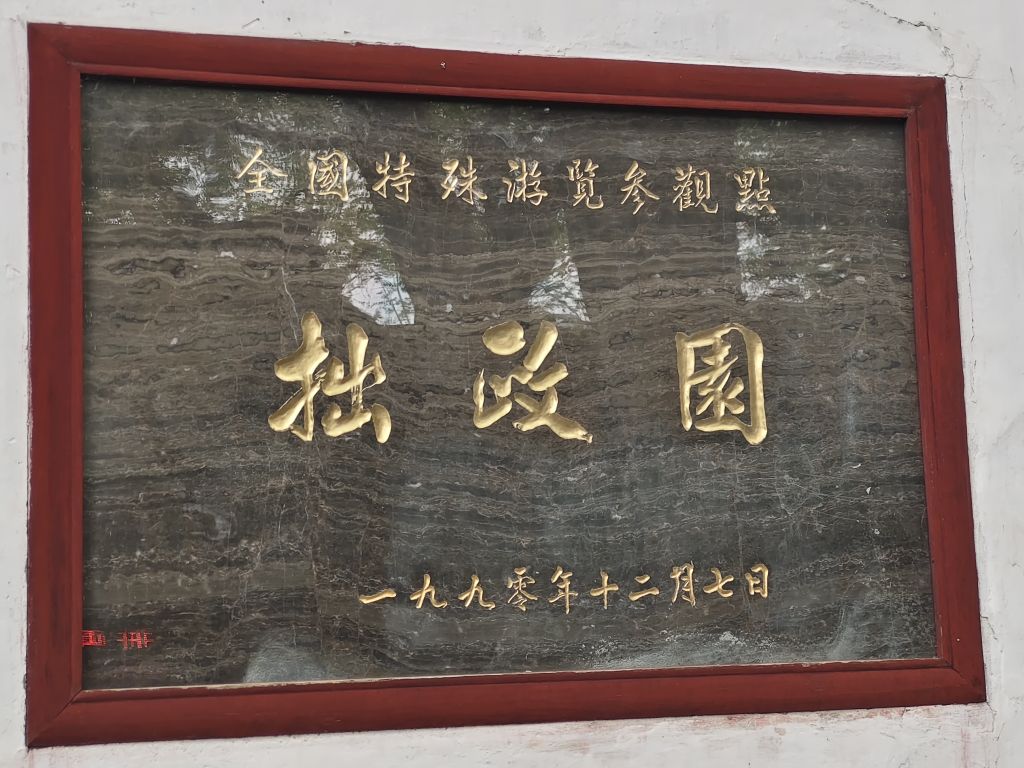 全國特殊游覽參觀點
拙政園
一九九零年十二月七日